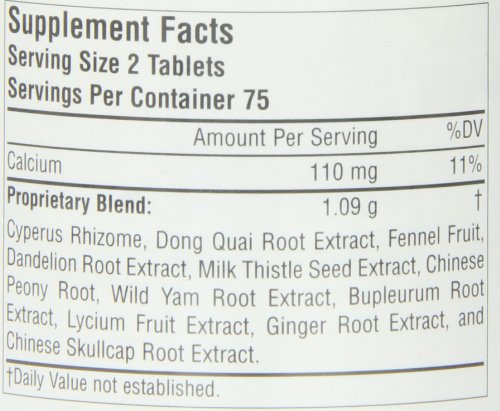 Supplement Facts
Serving Size 2 Tablets
Servings Per Container 75
Amount Per Serving %DV
Calcium 110 mg 11%
Proprietary Blend: 1.09 g †
Cyperus Rhizome, Dong Quai Root Extract, Fennel Fruit,
Dandelion Root Extract, Milk Thistle Seed Extract, Chinese
Peony Root, Wild Yam Root Extract, Bupleurum Root
Extract, Lycium Fruit Extract, Ginger Root Extract, and
Chinese Skullcap Root Extract.
†Daily Value not established.